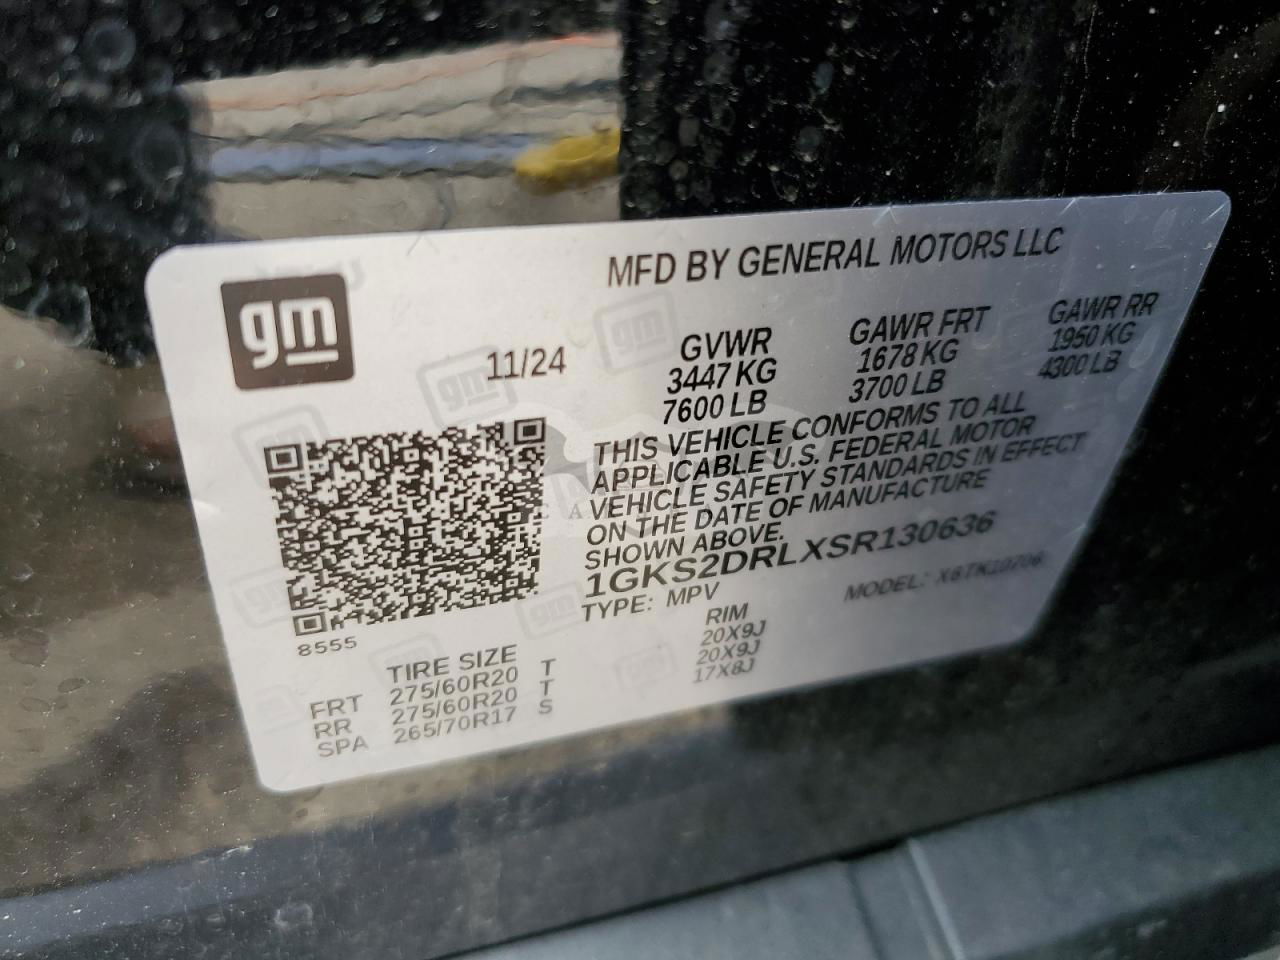 MFD BY GENERAL MOTORS LLC
gm
11/24
GVWR GAWR FRT GAWR RR
3447 KG 1678 KG 1950 KG
7600 LB 3700 LB 4300 LB
THIS VEHICLE CONFORMS TO ALL
APPLICABLE U.S. FEDERAL MOTOR
VEHICLE SAFETY STANDARDS IN EFFECT
ON THE DATE OF MANUFACTURE
SHOWN ABOVE.
1GKS2DRLXSR130636
TYPE: MPV MODEL:
8555
TIRE SIZE RIM
FRT 275/60R20 T 20X9J
RR 275/60R20 T 20X9J
SPA 265/70R17 S 17X8J